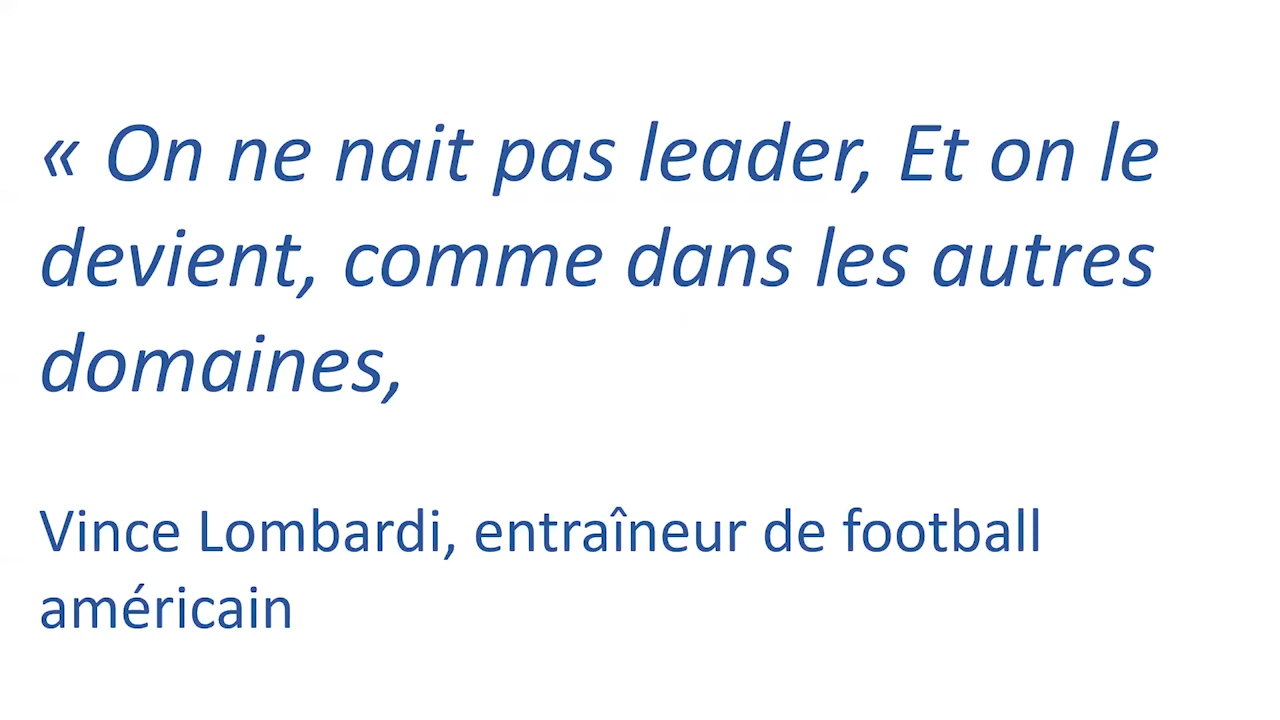 « On ne nait pas leader, Et on le
devient, comme dans les autres
domaines,
Vince Lombardi, entraîneur de football
américain